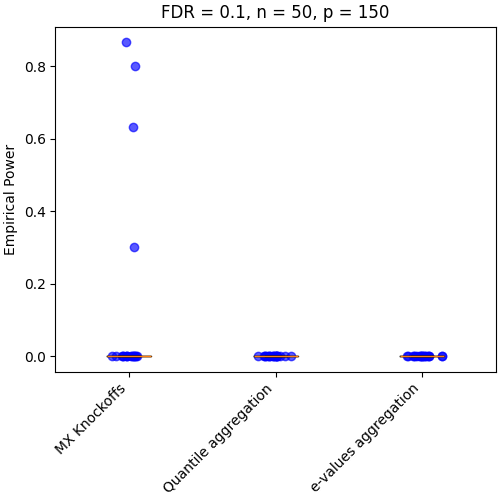 FDR = 0.1, n = 50, p = 150
Empirical Power
0.8
0.6
0.4
0.2
0.0
MX Knockoffs
Quantile aggregation
e-values aggregation